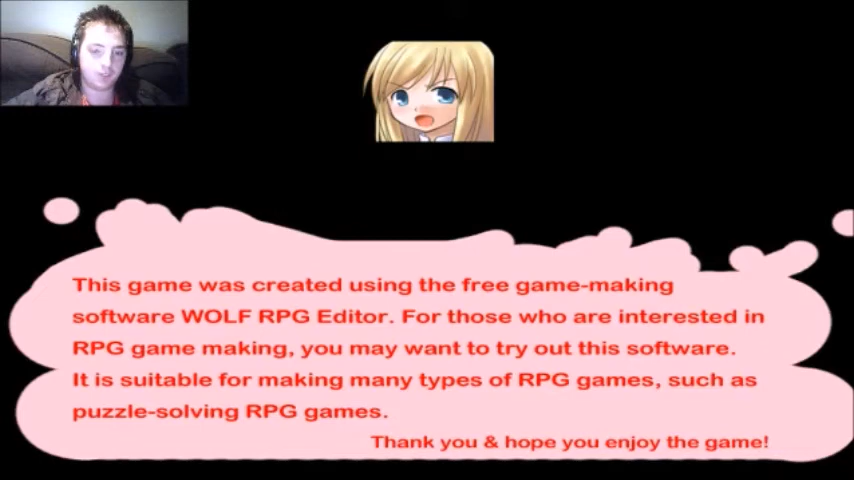 This game was created using the free game-making
software WOLF RPG Editor. For those who are interested in
RPG game making, you may want to try out this software.
It is suitable for making many types of RPG games, such as
puzzle-solving RPG games.
Thank you & hope you enjoy the game!